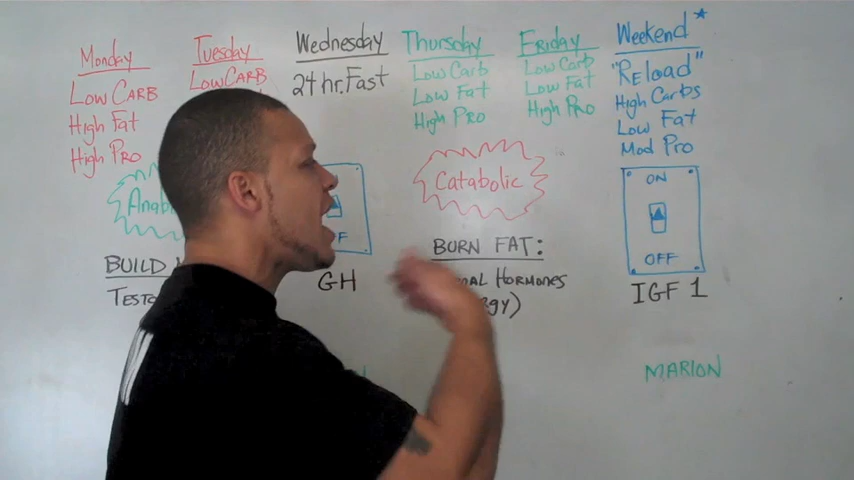 Monday
Low CARB
High Fat
High Pro
Tuesday
LOWCARB
Wednesday
24 hr. Fast
Thursday
Low Carb
Low Fat
High Pro
Friday
Low Carb
Low Fat
High Pro
Weekend*
"RELOAD"
High Carbs
Low Fat
Mod Pro
BUILD
GH
Catabolic
BURN FAT:
HORMONES
ON
OFF
IGF 1
MARION